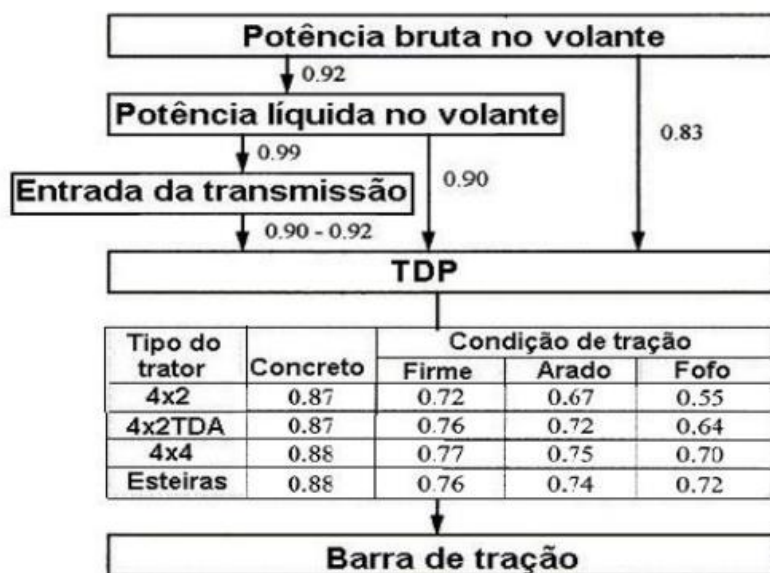 Potência bruta no volante
0.92
Potência líquida no volante
0.83
0.99
0.90
Entrada da transmissão
0.90 - 0.92
TDP
Tipo do trator Concreto Condição de tração
Firme Arado Fofo
4x2 0.87 0.72 0.67 0.55
4x2TDA 0.87 0.76 0.72 0.64
4x4 0.88 0.77 0.75 0.70
Esteiras 0.88 0.76 0.74 0.72
Barra de tração